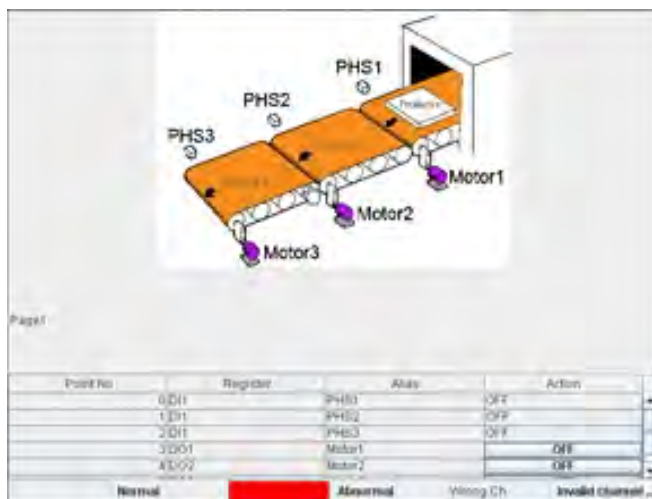 PHS1
PHS2
PHS3
Motor1
Motor2
Motor3
Page1
Point No Register Alias Action
0 DI1 PHS1 OFF
1 DI1 PHS2 OFF
2 DI1 PHS3 OFF
3 DO1 Motor1 OFF
4 DO2 Motor2 OFF
Normal Abnormal Wrong Ch. Invalid channel